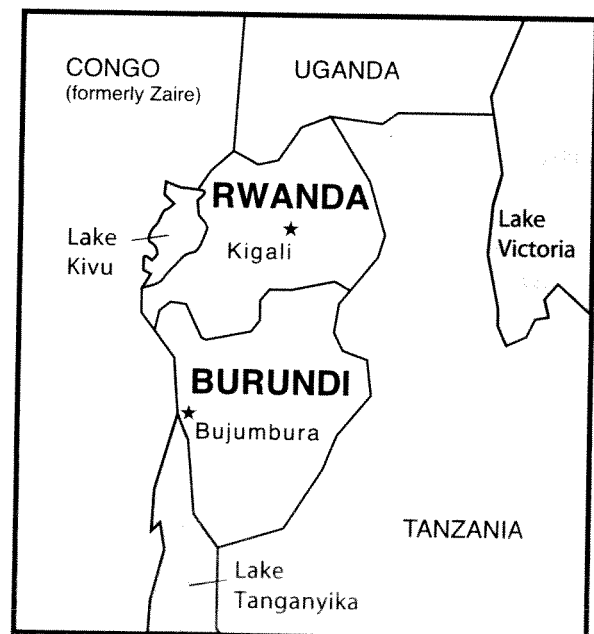 CONGO
(formerly Zaire)
UGANDA
RWANDA
Kigali
Lake
Kivu
Lake
Victoria
BURUNDI
Bujumbura
TANZANIA
Lake
Tanganyika